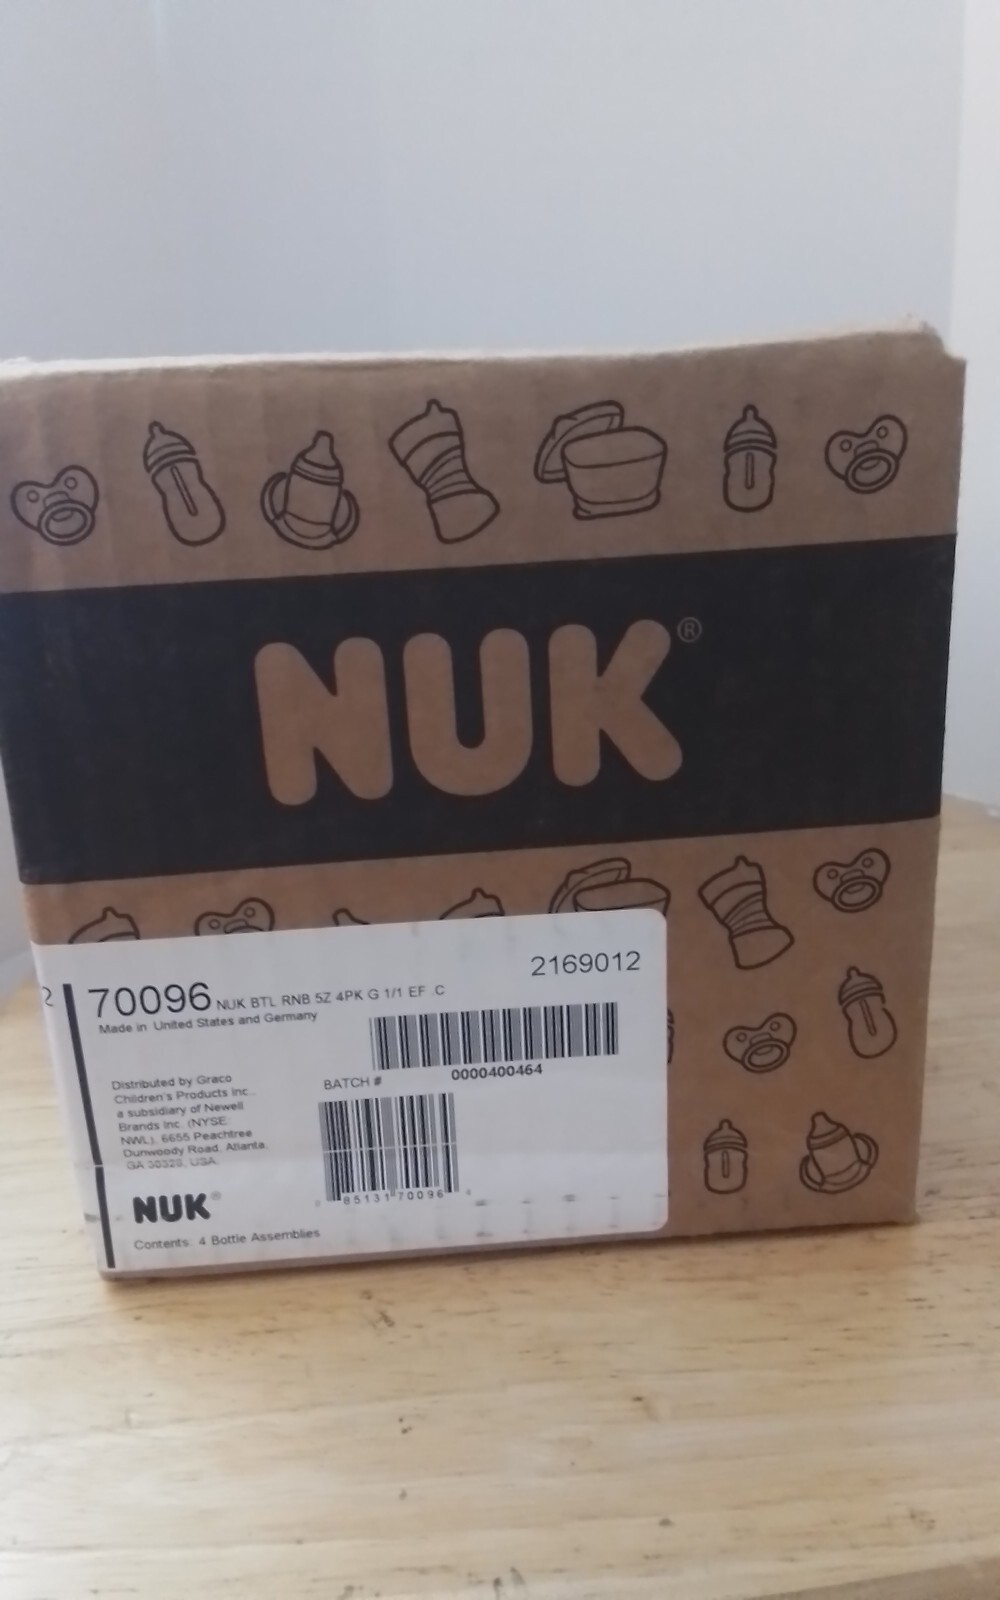 NUK®
2169012
2
70096 NUK BTL RNB 5Z 4PK G 1/1 EF .C
Made in United States and Germany
0000400464
BATCH #
Distributed by Graco
Children's Products Inc.,
a subsidiary of Newell
Brands Inc. (NYSE:
NWL), 6655 Peachtree
Dunwoody Road, Atlanta,
GA 30328, USA.
85131 70096
NUK®
Contents: 4 Bottle Assemblies